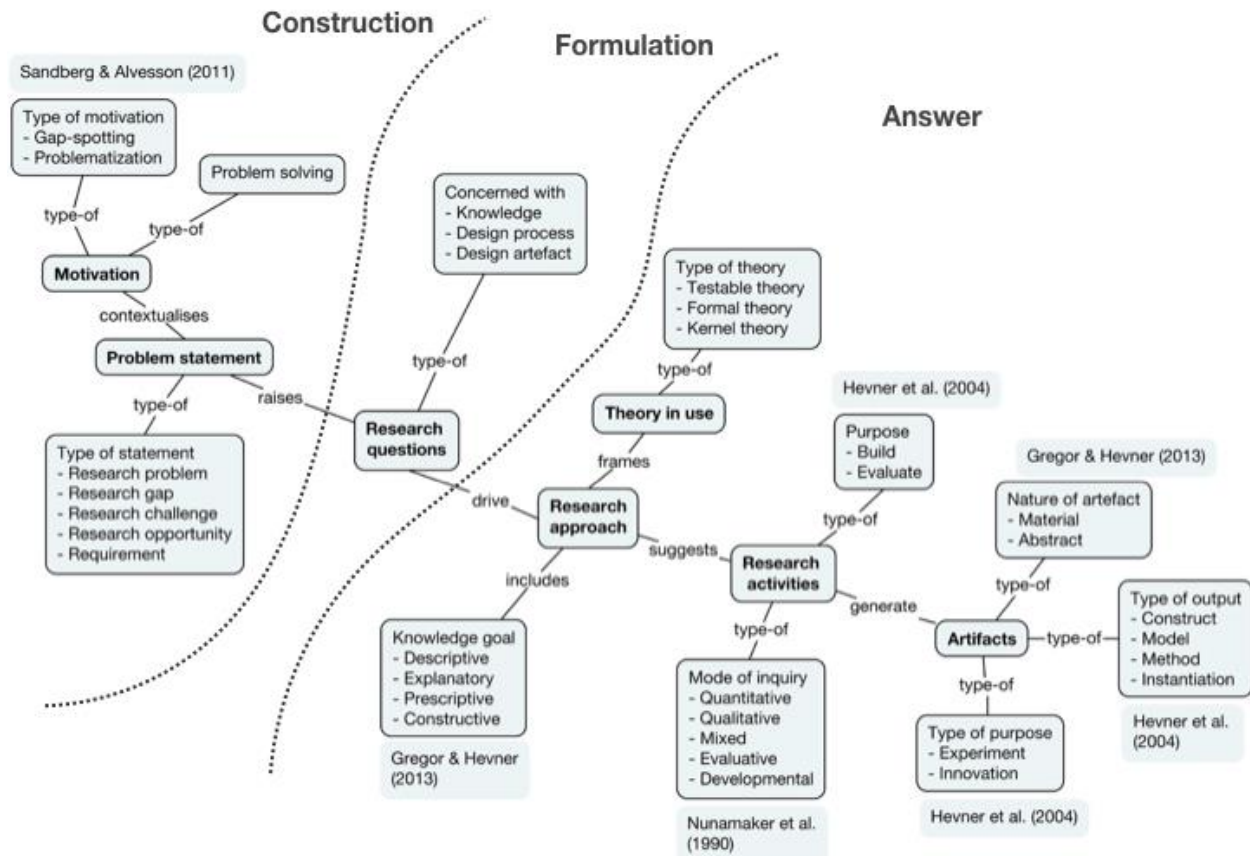 Construction
Formulation
Answer
Sandberg & Alvesson (2011)
Type of motivation
- Gap-spotting
- Problematization
Problem solving
type-of
type-of
Motivation
contextualises
Problem statement
type-of
raises
Type of statement
- Research problem
- Research gap
- Research challenge
- Research opportunity
- Requirement
Concerned with
- Knowledge
- Design process
- Design artefact
type-of
Research
questions
drive
Type of theory
- Testable theory
- Formal theory
- Kernel theory
type-of
Theory in use
frames
Research
approach
includes
suggests
Knowledge goal
- Descriptive
- Explanatory
- Prescriptive
- Constructive
Gregor & Hevner
(2013)
Hevner et al. (2004)
Purpose
- Build
- Evaluate
type-of
Research
activities
type-of
generate
Mode of inquiry
- Quantitative
- Qualitative
- Mixed
- Evaluative
- Developmental
Nunamaker et al.
(1990)
Gregor & Hevner (2013)
Nature of artefact
- Material
- Abstract
type-of
Artifacts
type-of
Type of output
- Construct
- Model
- Method
- Instantiation
Hevner et al.
(2004)
type-of
Type of purpose
- Experiment
- Innovation
Hevner et al. (2004)